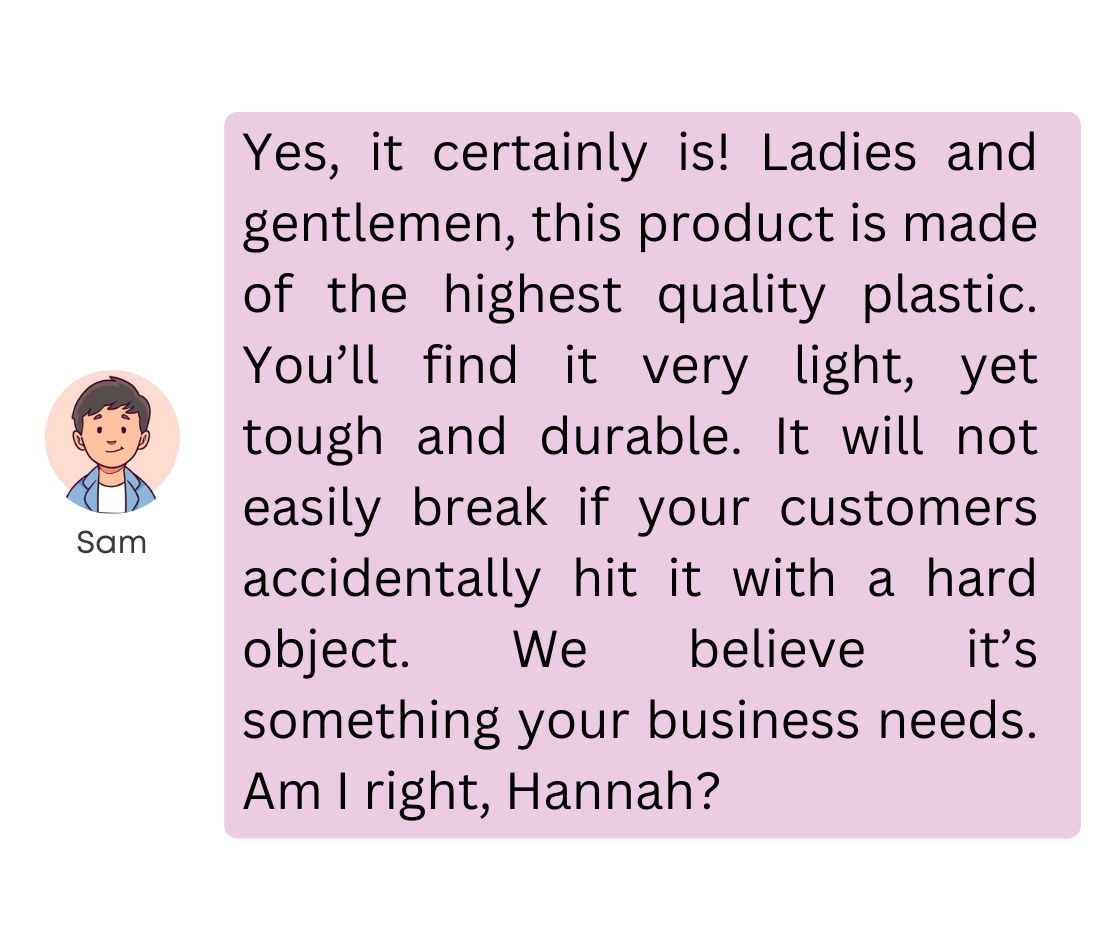 Yes, it certainly is! Ladies and
gentlemen, this product is made
of the highest quality plastic.
You’ll find it very light, yet
tough and durable. It will not
easily break if your customers
accidentally hit it with a hard
object. We believe it’s
something your business needs.
Am I right, Hannah?
Sam